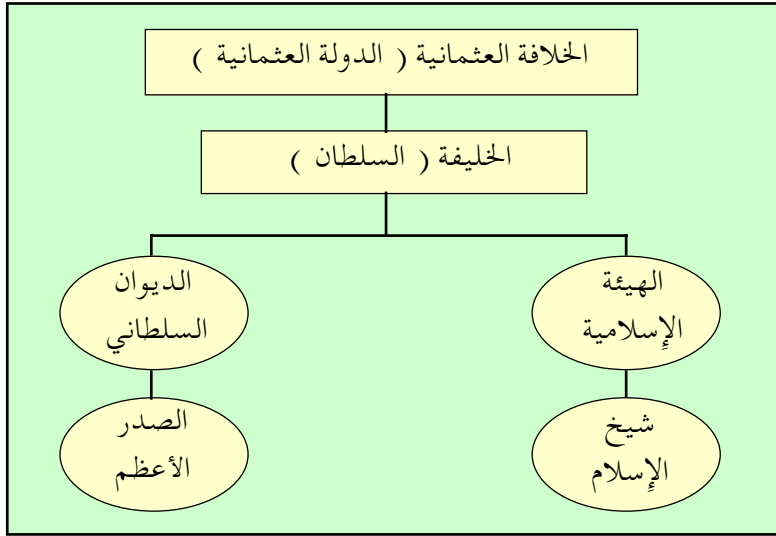 الخلافة العثمانية ( الدولة العثمانية )
الخليفة ( السلطان )
الهيئة
الإسلامية
الديوان
السلطاني
شيخ
الإسلام
الصدر
الأعظم